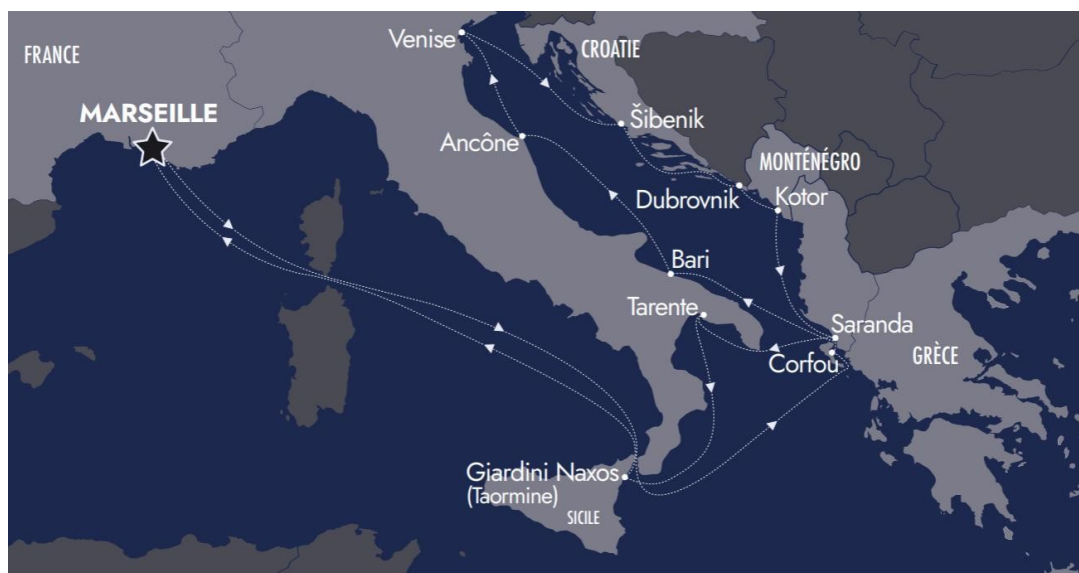 Venise
CROATIE
FRANCE
MARSEILLE
Šibenik
Ancône
MONTÉNÉGRO
Dubrovnik
Kotor
Bari
Tarente
Saranda
GRÈCE
Corfou
Giardini Naxos
(Taormine)
SICILE